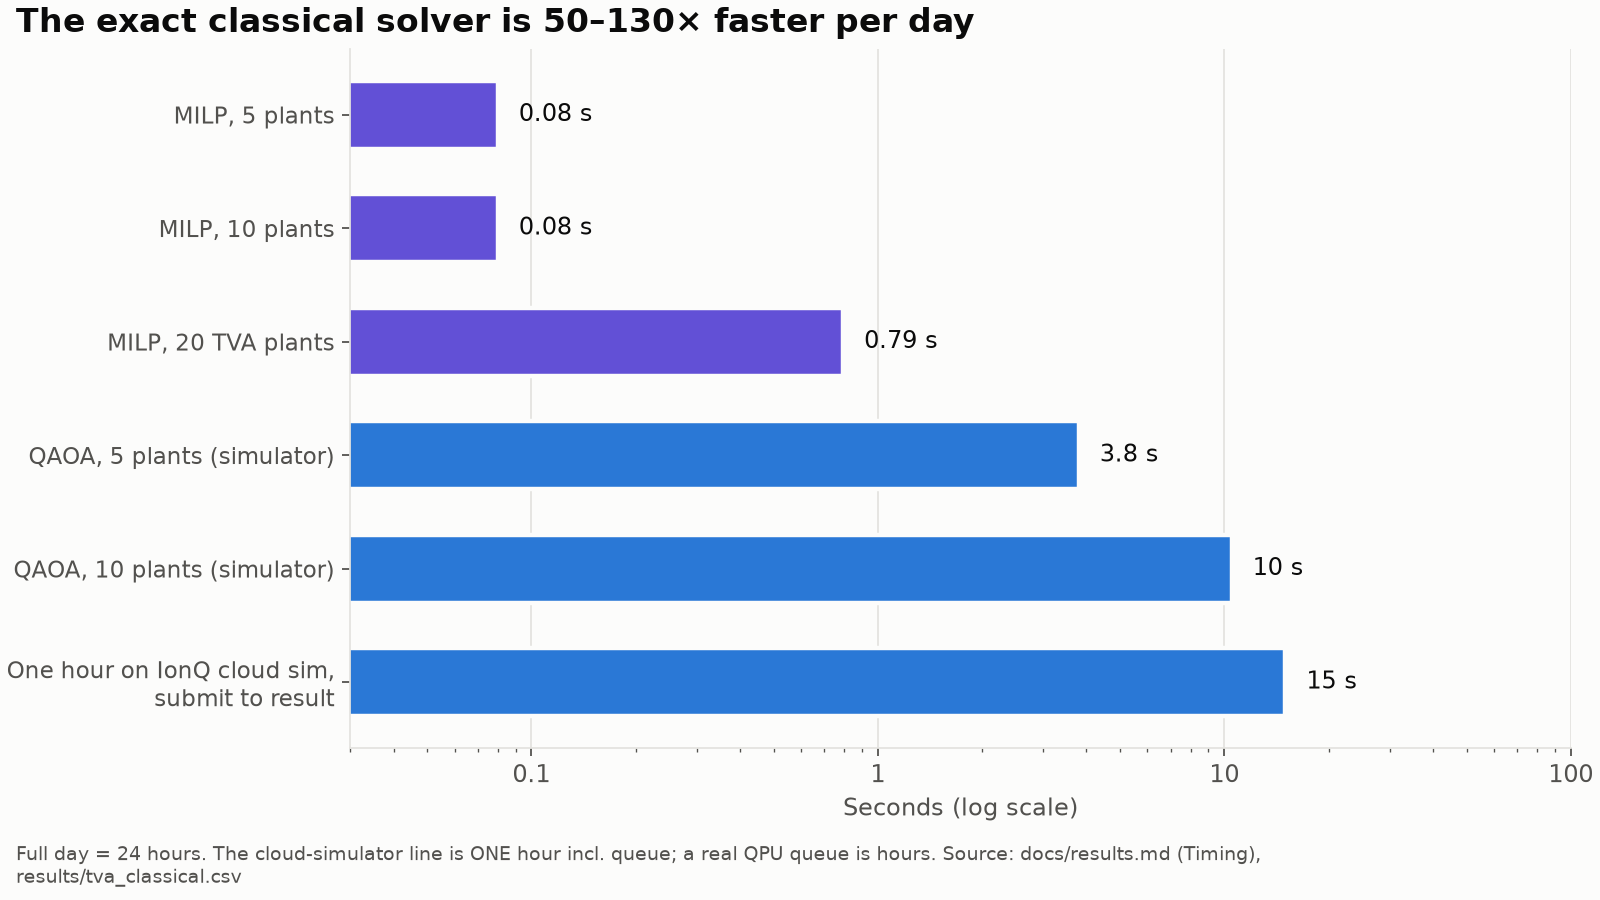 The exact classical solver is 50–130× faster per day
MILP, 5 plants
0.08 s
MILP, 10 plants
0.08 s
MILP, 20 TVA plants
0.79 s
QAOA, 5 plants (simulator)
3.8 s
QAOA, 10 plants (simulator)
10 s
One hour on IonQ cloud sim,
submit to result
15 s
0.1
1
10
100
Seconds (log scale)
Full day = 24 hours. The cloud-simulator line is ONE hour incl. queue; a real QPU queue is hours. Source: docs/results.md (Timing),
results/tva_classical.csv